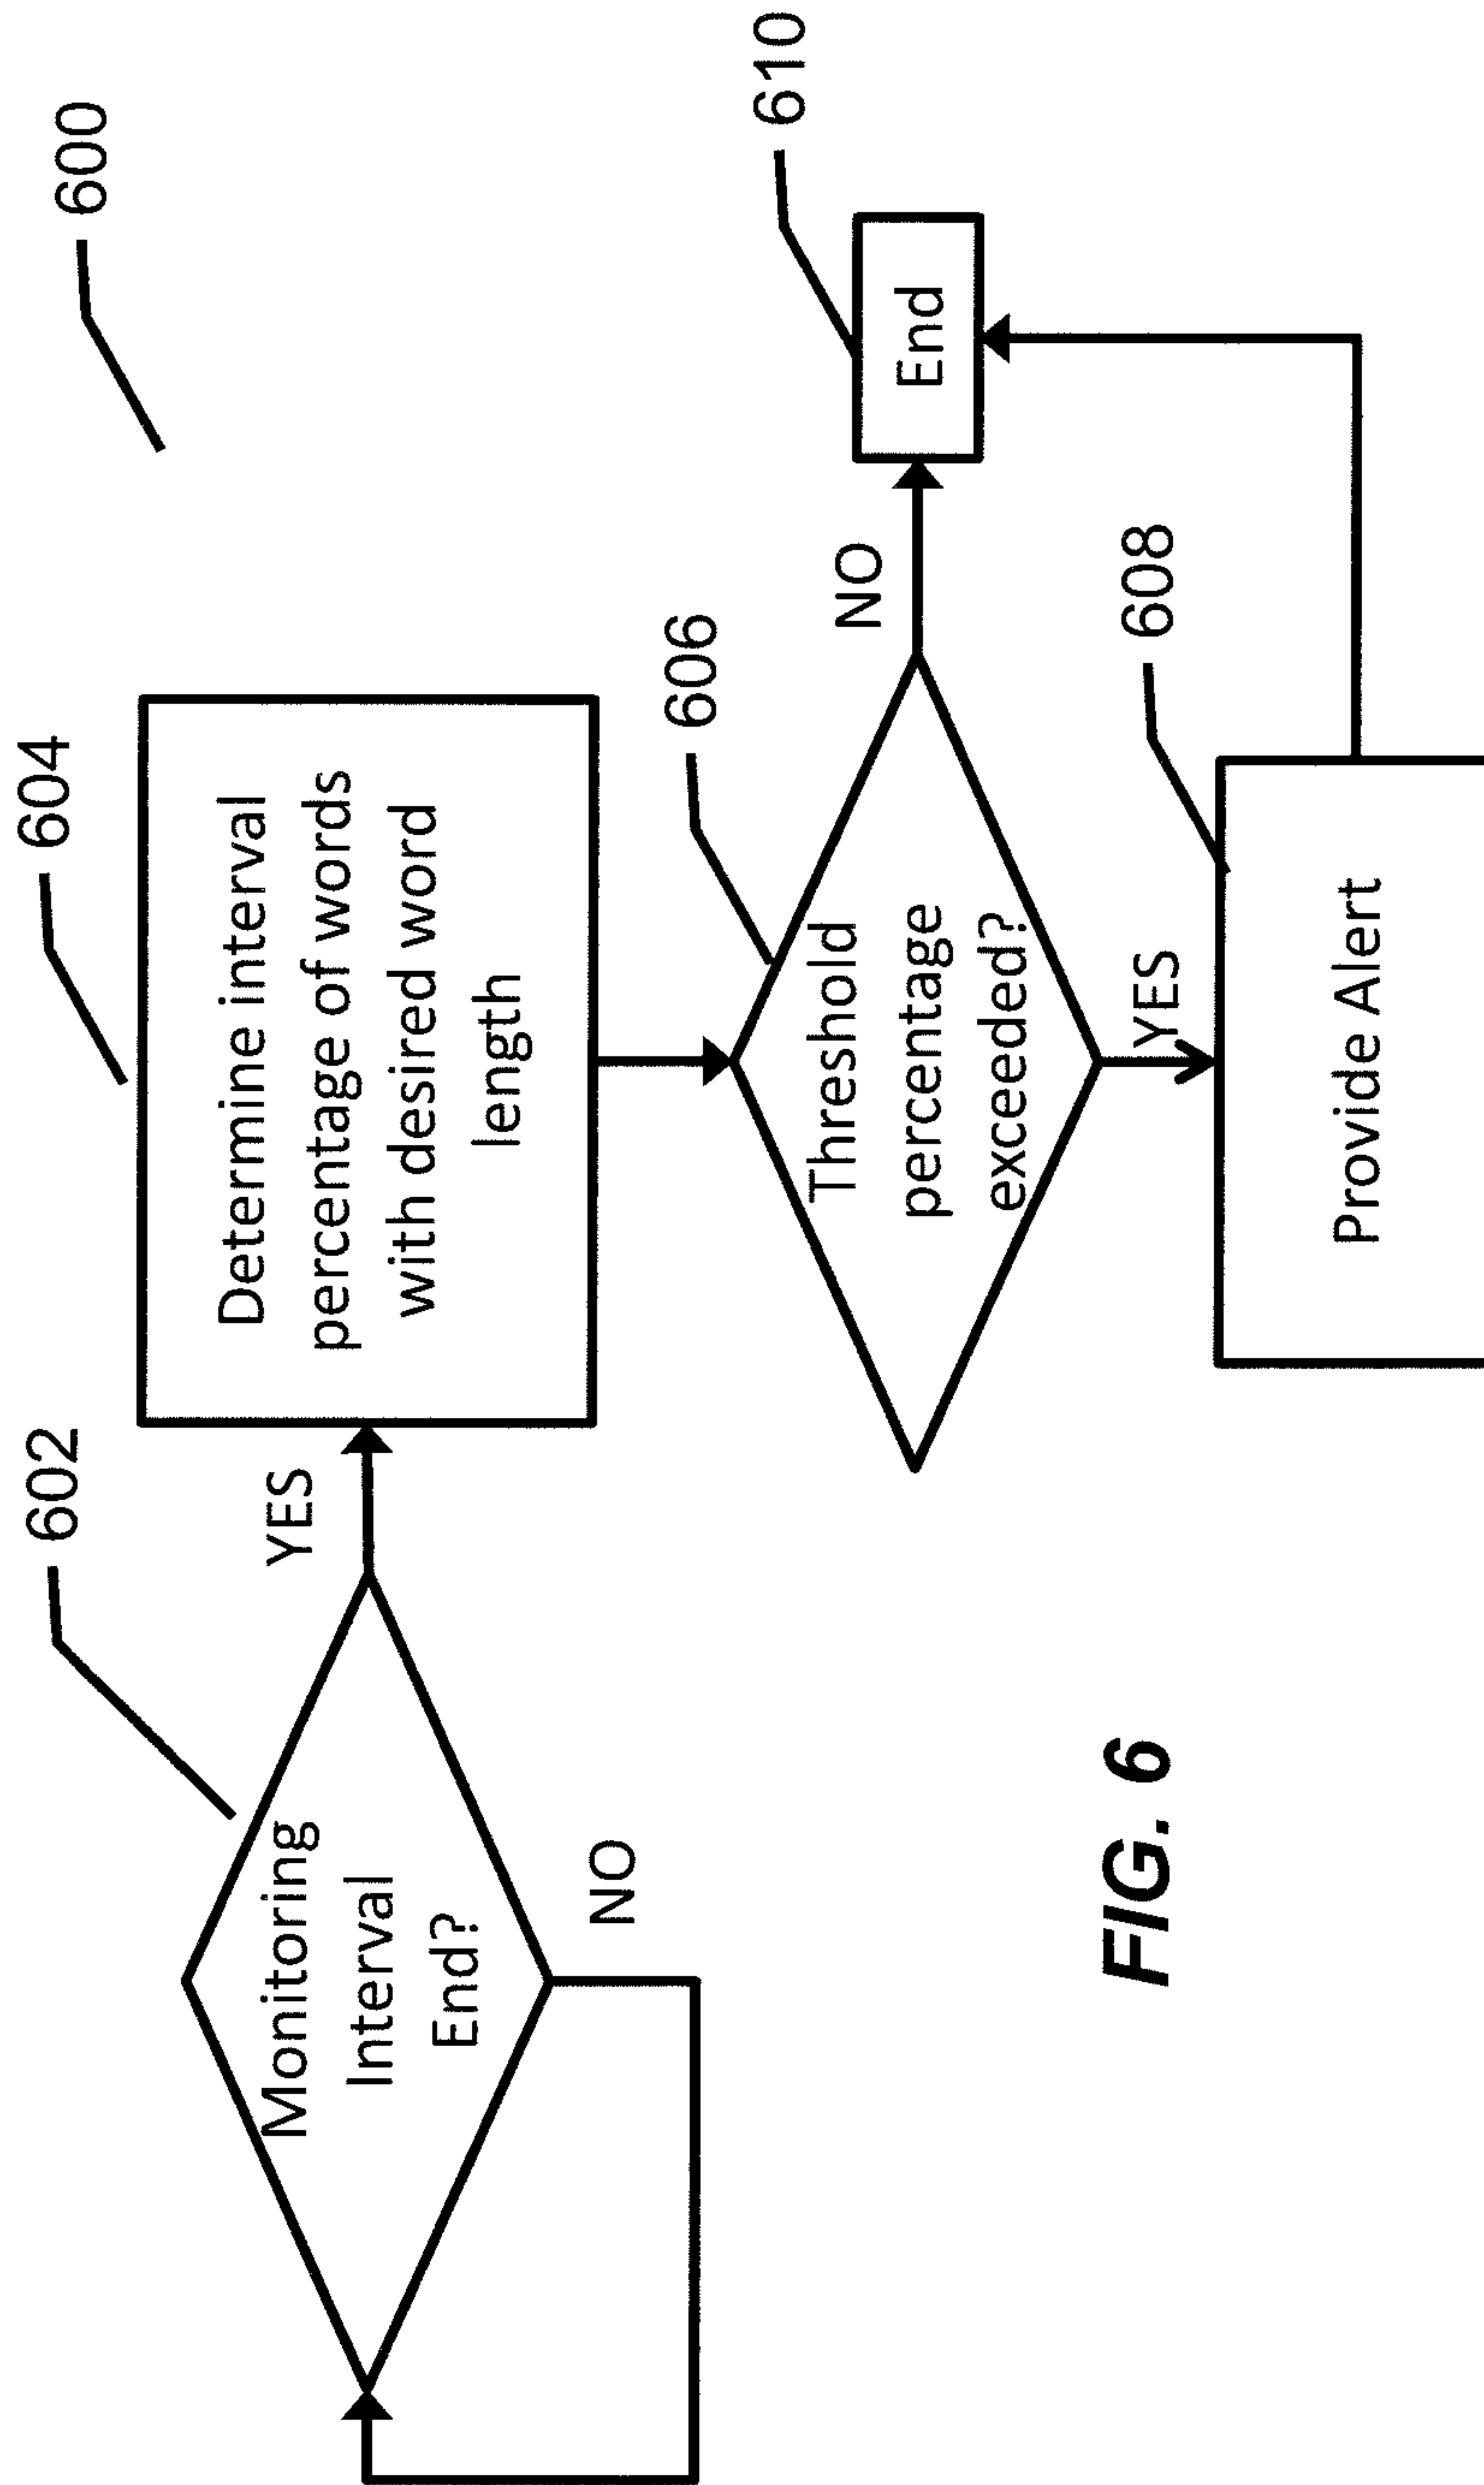 600
602
Monitoring
Interval
End?
YES
NO
604
Determine interval
percentage of words
with desired word
length
606
Threshold
percentage
exceeded?
NO
YES
610
End
608
Provide Alert
FIG. 6